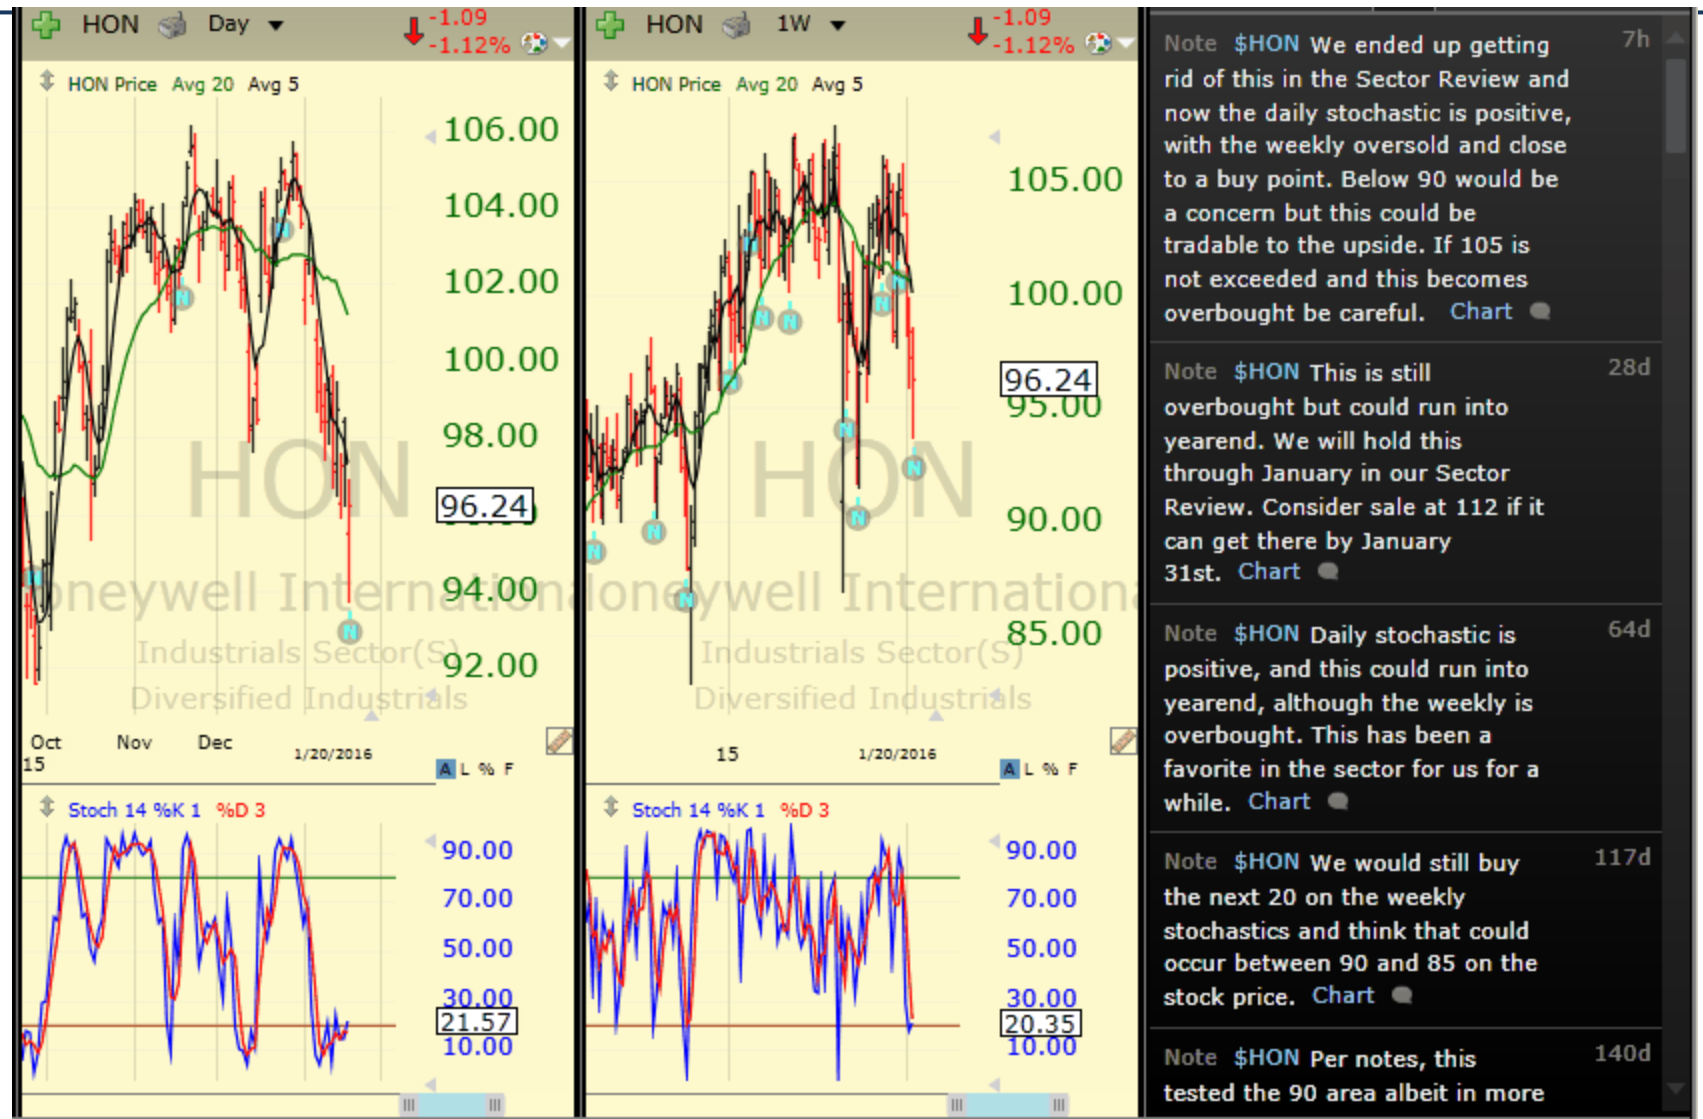 HON Day -1.09
-1.12%
HON Price Avg 20 Avg 5
106.00
104.00
102.00
100.00
98.00
96.24
94.00
92.00
HON
Honeywell International
Industrials Sector(S)
Diversified Industrials
Oct Nov Dec 1/20/2016
15
A L % F
Stoch 14 %K 1 %D 3
90.00
70.00
50.00
30.00
21.57
10.00
HON 1W -1.09
-1.12%
HON Price Avg 20 Avg 5
105.00
100.00
96.24
95.00
90.00
85.00
HON
Honeywell International
Industrials Sector(S)
Diversified Industrials
15 1/20/2016
A L % F
Stoch 14 %K 1 %D 3
90.00
70.00
50.00
30.00
20.35
10.00
Note $HON We ended up getting 7h
rid of this in the Sector Review and
now the daily stochastic is positive,
with the weekly oversold and close
to a buy point. Below 90 would be
a concern but this could be
tradable to the upside. If 105 is
not exceeded and this becomes
overbought be careful. Chart
Note $HON This is still 28d
overbought but could run into
yearend. We will hold this
through January in our Sector
Review. Consider sale at 112 if it
can get there by January
31st. Chart
Note $HON Daily stochastic is 64d
positive, and this could run into
yearend, although the weekly is
overbought. This has been a
favorite in the sector for us for a
while. Chart
Note $HON We would still buy 117d
the next 20 on the weekly
stochastics and think that could
occur between 90 and 85 on the
stock price. Chart
Note $HON Per notes, this 140d
tested the 90 area albeit in more